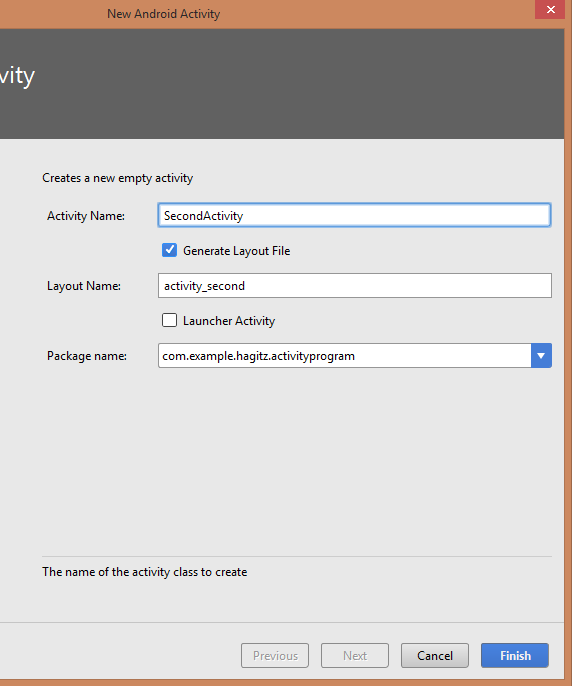 New Android Activity
vity
Creates a new empty activity
Activity Name: SecondActivity
Generate Layout File
Layout Name: activity_second
Launcher Activity
Package name: com.example.hagitz.activityprogram
The name of the activity class to create
Previous Next Cancel Finish